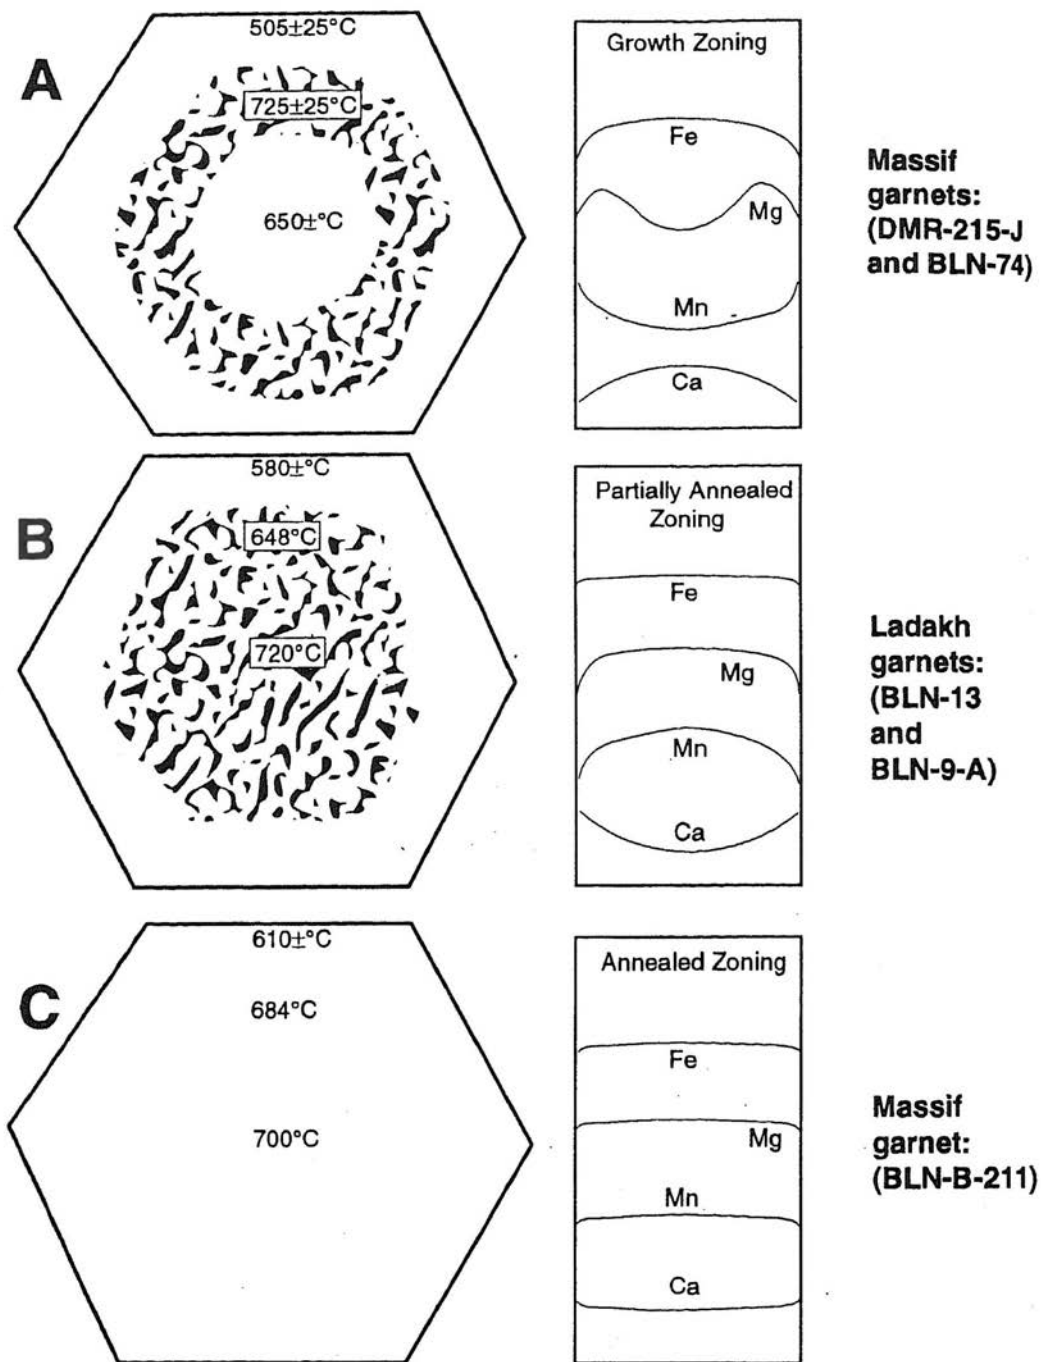 A
505±25°C
725±25°C
650±°C
Growth Zoning
Fe
Mg
Mn
Ca
Massif
garnets:
(DMR-215-J
and BLN-74)
B
580±°C
648°C
720°C
Partially Annealed
Zoning
Fe
Mg
Mn
Ca
Ladakh
garnets:
(BLN-13
and
BLN-9-A)
C
610±°C
684°C
700°C
Annealed Zoning
Fe
Mg
Mn
Ca
Massif
garnet:
(BLN-B-211)